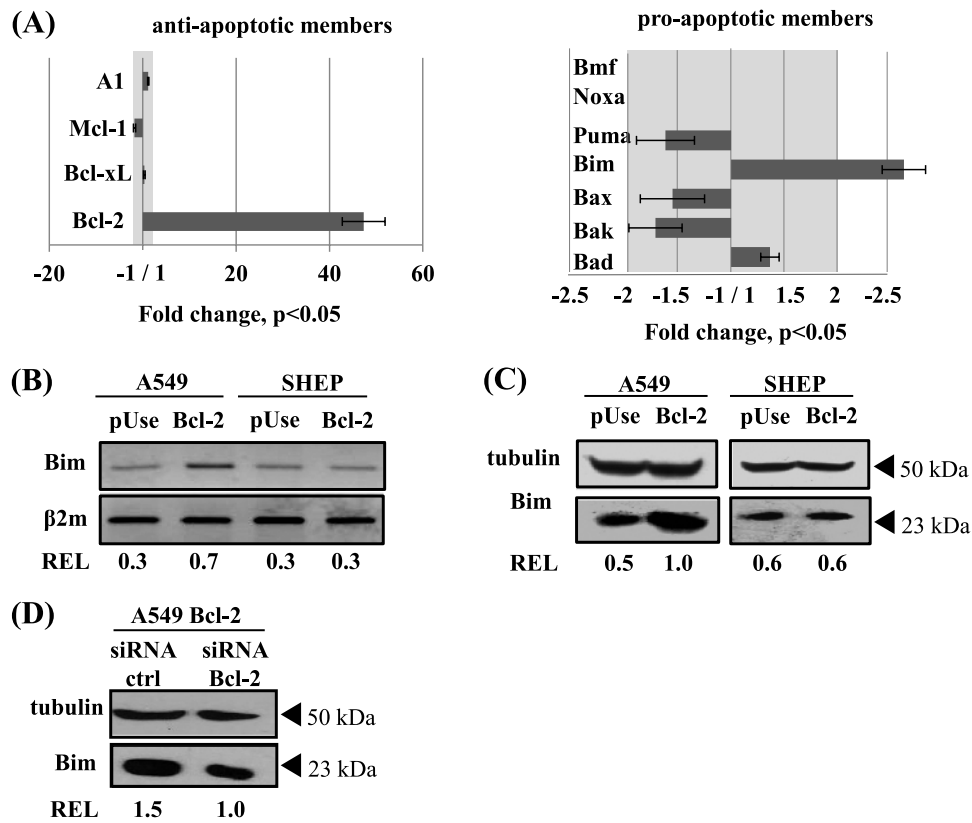 (A)
anti-apoptotic members
A1
Mcl-1
Bcl-xL
Bcl-2
-20 -1 / 1 20 40 60
Fold change, p<0.05
pro-apoptotic members
Bmf
Noxa
Puma
Bim
Bax
Bak
Bad
-2.5 -2 -1.5 -1 / 1 1.5 2 -2.5
Fold change, p<0.05
(B)
A549 SHEP
pUse Bcl-2 pUse Bcl-2
Bim
β2m
REL 0.3 0.7 0.3 0.3
(C)
A549 SHEP
pUse Bcl-2 pUse Bcl-2
tubulin 50 kDa
Bim 23 kDa
REL 0.5 1.0 0.6 0.6
(D)
A549 Bcl-2
siRNA siRNA
ctrl Bcl-2
tubulin 50 kDa
Bim 23 kDa
REL 1.5 1.0